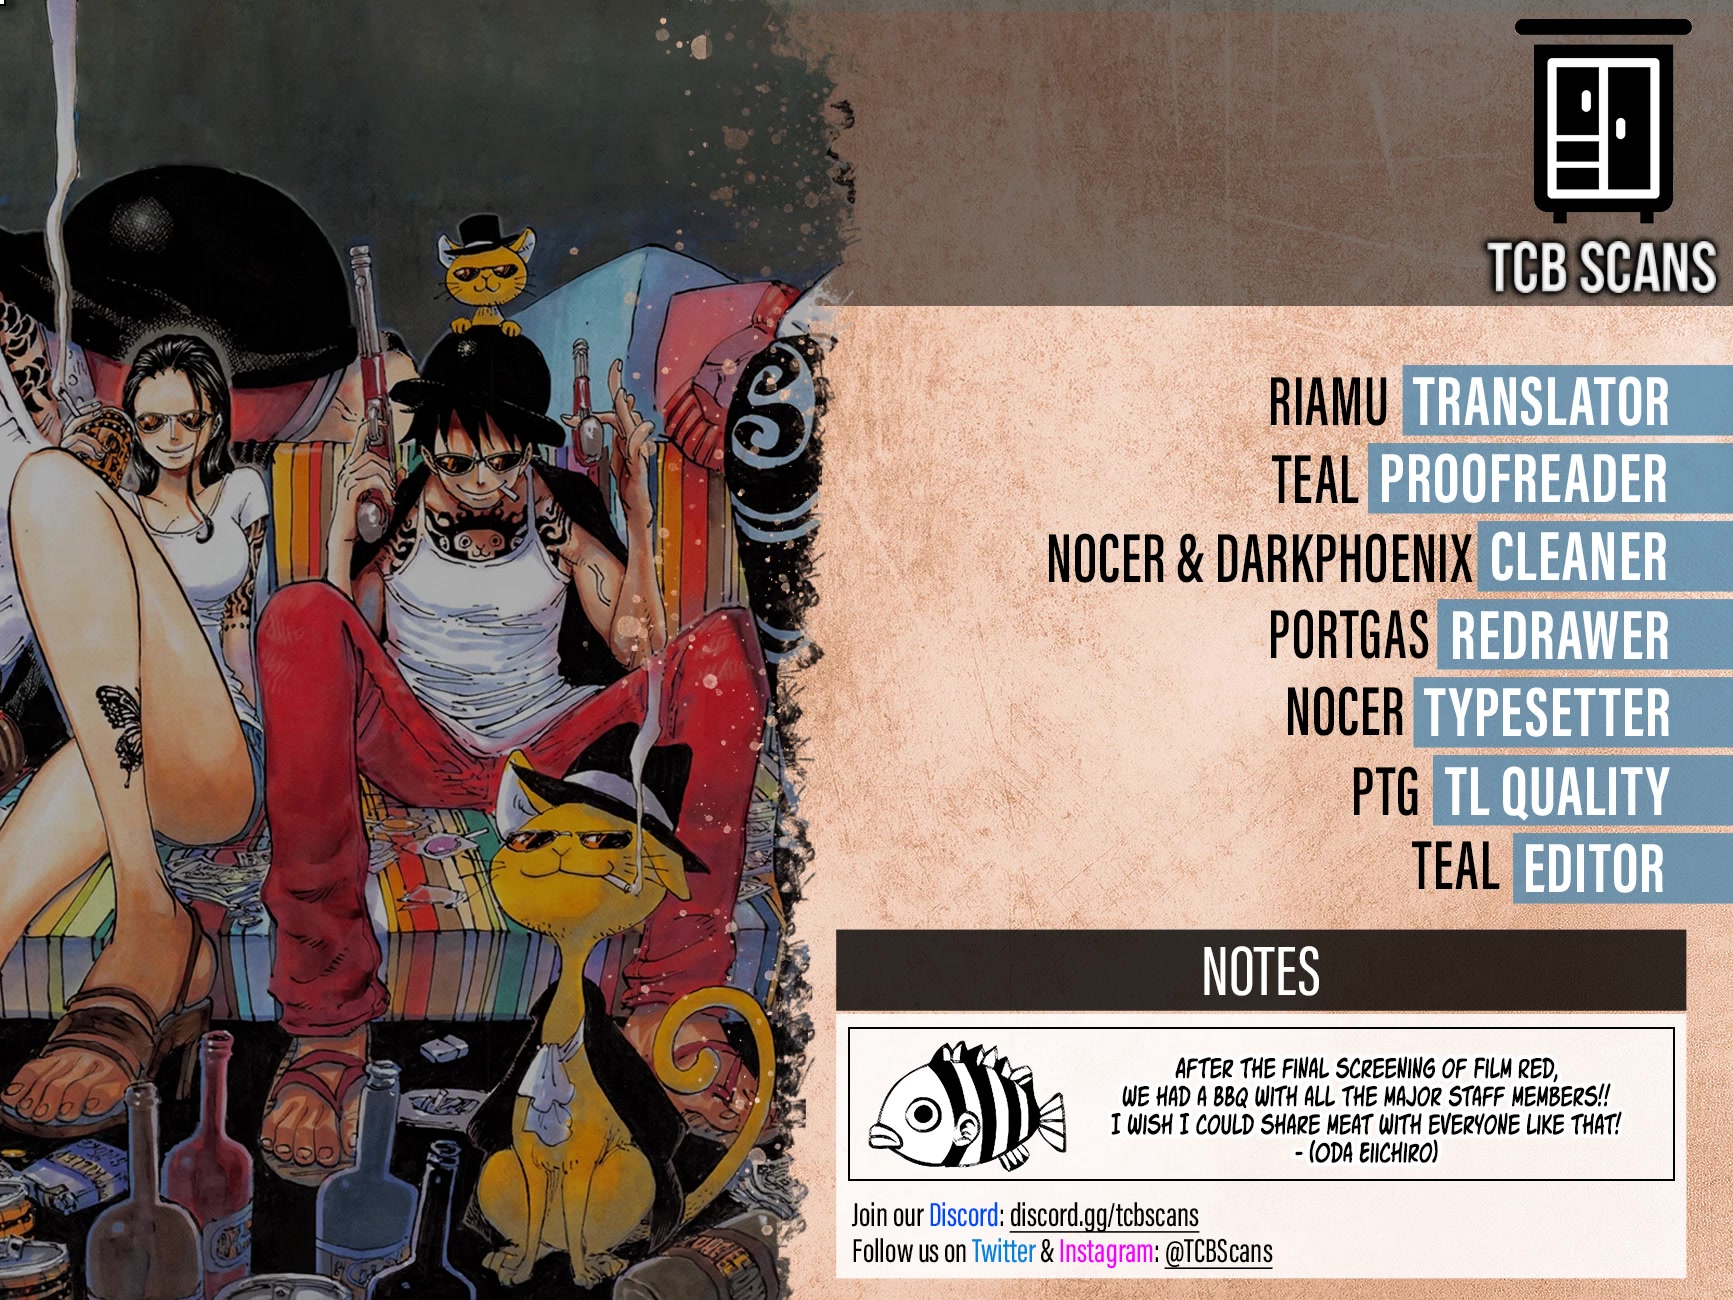 TCB SCANS
RIAMU TRANSLATOR
TEAL PROOFREADER
NOCER & DARKPHOENIX CLEANER
PORTGAS REDRAWER
NOCER TYPESETTER
PTG TL QUALITY
TEAL EDITOR
NOTES
AFTER THE FINAL SCREENING OF FILM RED,
WE HAD A BBQ WITH ALL THE MAJOR STAFF MEMBERS!!
I WISH I COULD SHARE MEAT WITH EVERYONE LIKE THAT!
- (ODA EIICHIRO)
Join our Discord: discord.gg/tcbscans
Follow us on Twitter & Instagram: @TCBScans